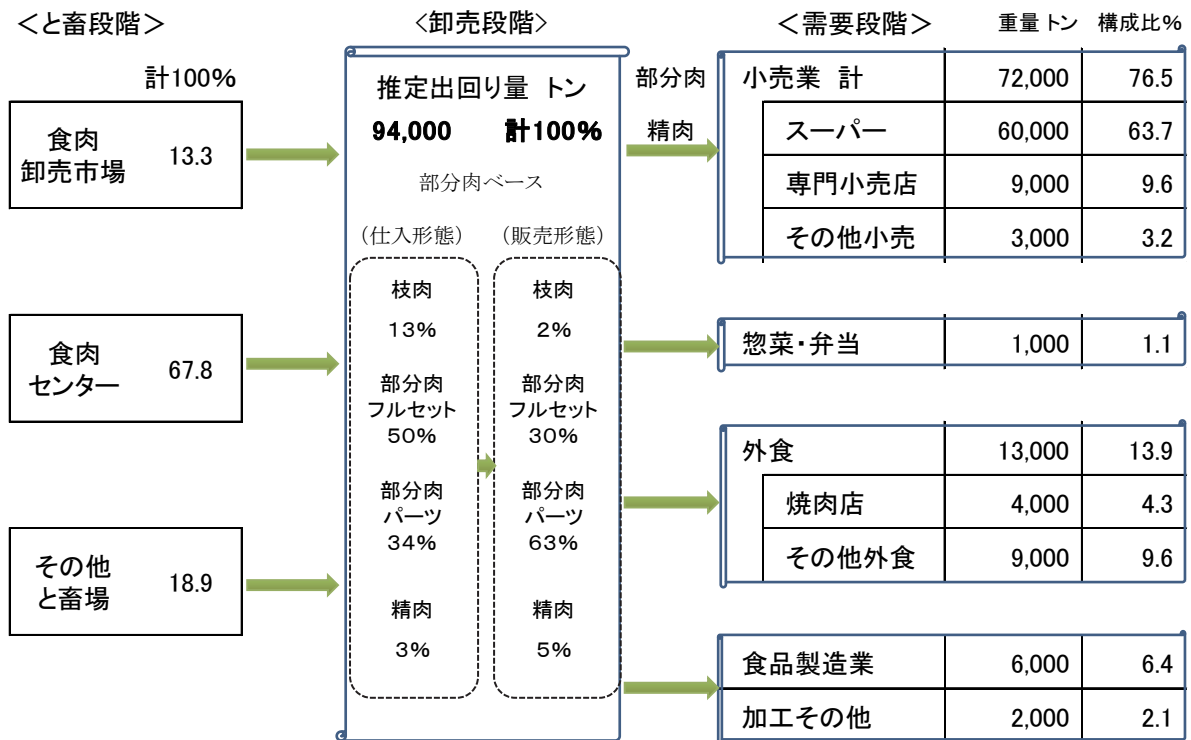 ＜と畜段階＞
計100%
食肉
卸売市場 13.3
食肉
センター 67.8
その他
と畜場 18.9
<卸売段階>
推定出回り量 トン
94,000 計100%
部分肉ベース
（仕入形態） （販売形態）
枝肉 枝肉
13% 2%
部分肉 部分肉
フルセット フルセット
50% 30%
部分肉 部分肉
パーツ パーツ
34% 63%
精肉 精肉
3% 5%
部分肉
精肉
＜需要段階＞ 重量トン 構成比%
小売業 計 72,000 76.5
スーパー 60,000 63.7
専門小売店 9,000 9.6
その他小売 3,000 3.2
惣菜・弁当 1,000 1.1
外食 13,000 13.9
焼肉店 4,000 4.3
その他外食 9,000 9.6
食品製造業 6,000 6.4
加工その他 2,000 2.1